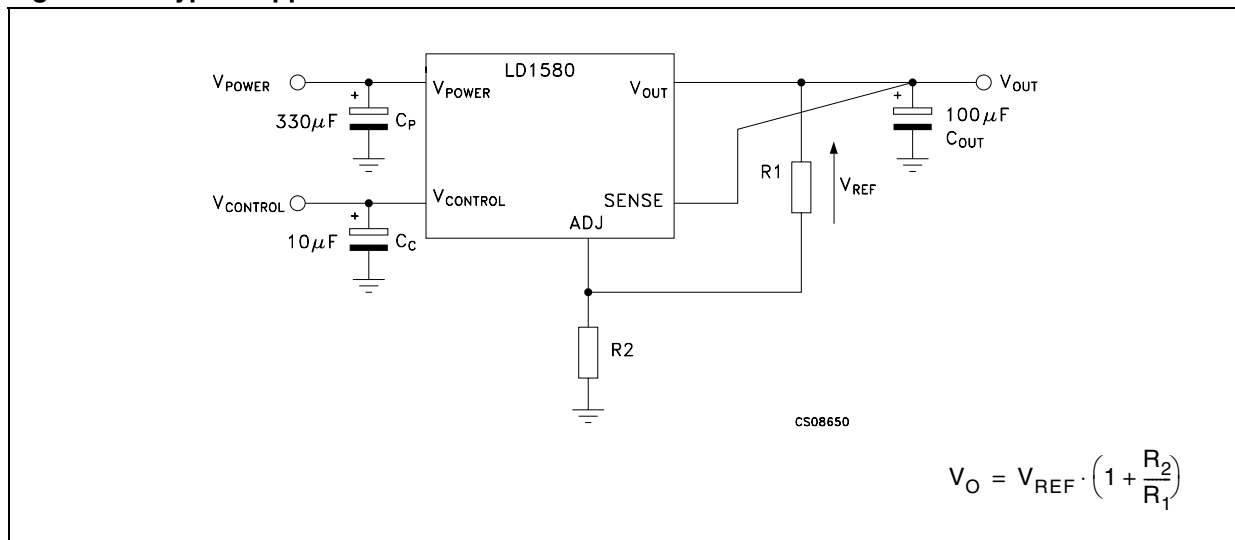 LD1580
V_POWER
V_POWER
V_OUT
V_OUT
+
330μF C_P
+
100μF
C_OUT
R1
V_REF
V_CONTROL
V_CONTROL
SENSE
ADJ
+
10μF C_C
R2
CS08650
V_O = V_REF · (1 + R_2/R_1)